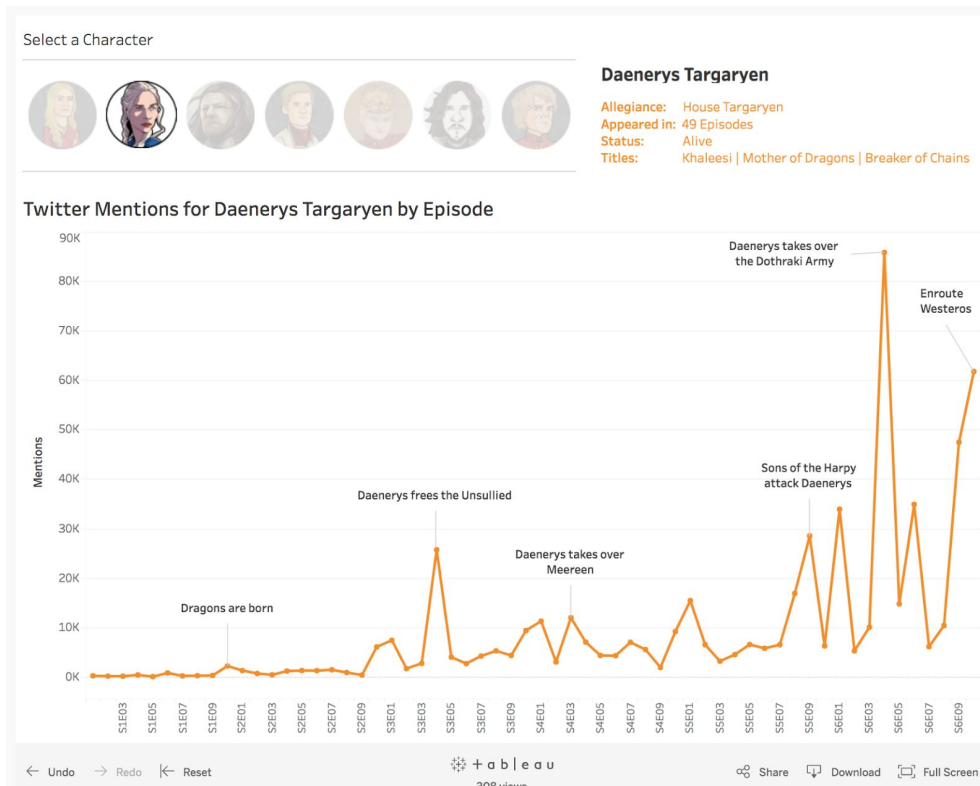 Select a Character
Daenerys Targaryen
Allegiance: House Targaryen
Appeared in: 49 Episodes
Status: Alive
Titles: Khaleesi | Mother of Dragons | Breaker of Chains
Twitter Mentions for Daenerys Targaryen by Episode
90K
80K
70K
60K
50K
40K
30K
20K
10K
0K
Mentions
Daenerys takes over
the Dothraki Army
Enroute
Westeros
Sons of the Harpy
attack Daenerys
Daenerys frees the Unsullied
Daenerys takes over
Meereen
Dragons are born
S1E03
S1E05
S1E07
S1E09
S2E01
S2E03
S2E05
S2E07
S2E09
S3E01
S3E03
S3E05
S3E07
S3E09
S4E01
S4E03
S4E05
S4E07
S4E09
S5E01
S5E03
S5E05
S5E07
S5E09
S6E01
S6E03
S6E05
S6E07
S6E09
Undo Redo Reset
+ a b l e a u
308 views
Share Download Full Screen